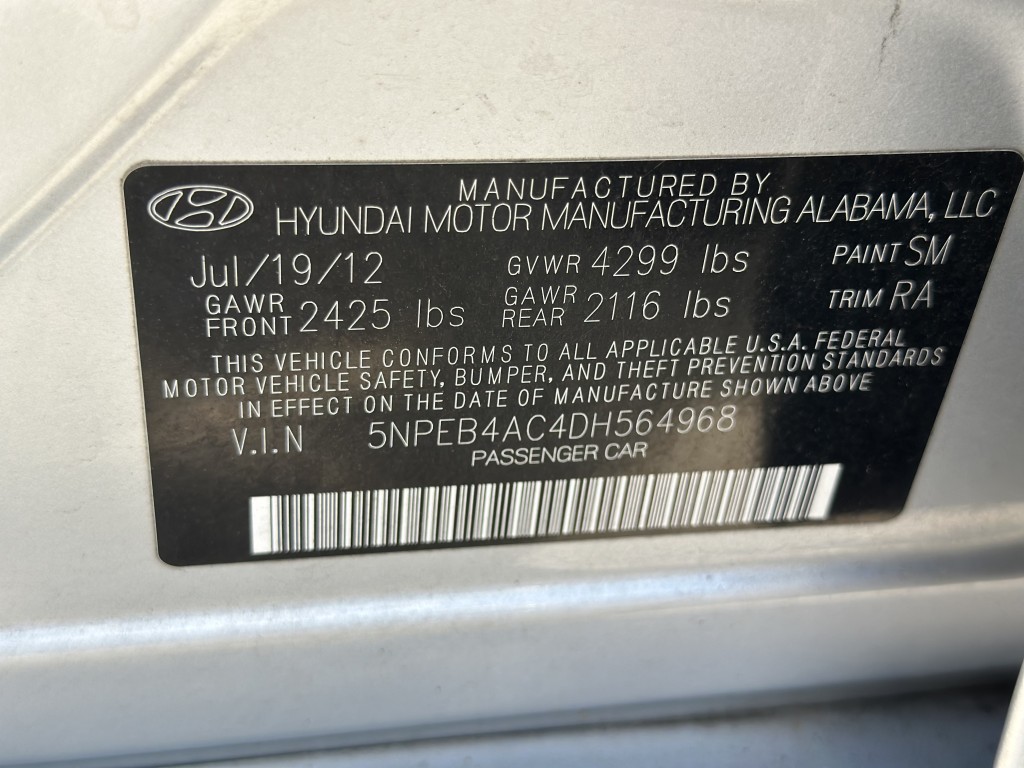 MANUFACTURED BY
HYUNDAI MOTOR MANUFACTURING ALABAMA, LLC
Jul/19/12 GVWR 4299 lbs PAINT SM
GAWR FRONT 2425 lbs GAWR REAR 2116 lbs TRIM RA
THIS VEHICLE CONFORMS TO ALL APPLICABLE U.S.A. FEDERAL
MOTOR VEHICLE SAFETY, BUMPER, AND THEFT PREVENTION STANDARDS
IN EFFECT ON THE DATE OF MANUFACTURE SHOWN ABOVE
V.I.N 5NPEB4AC4DH564968
PASSENGER CAR